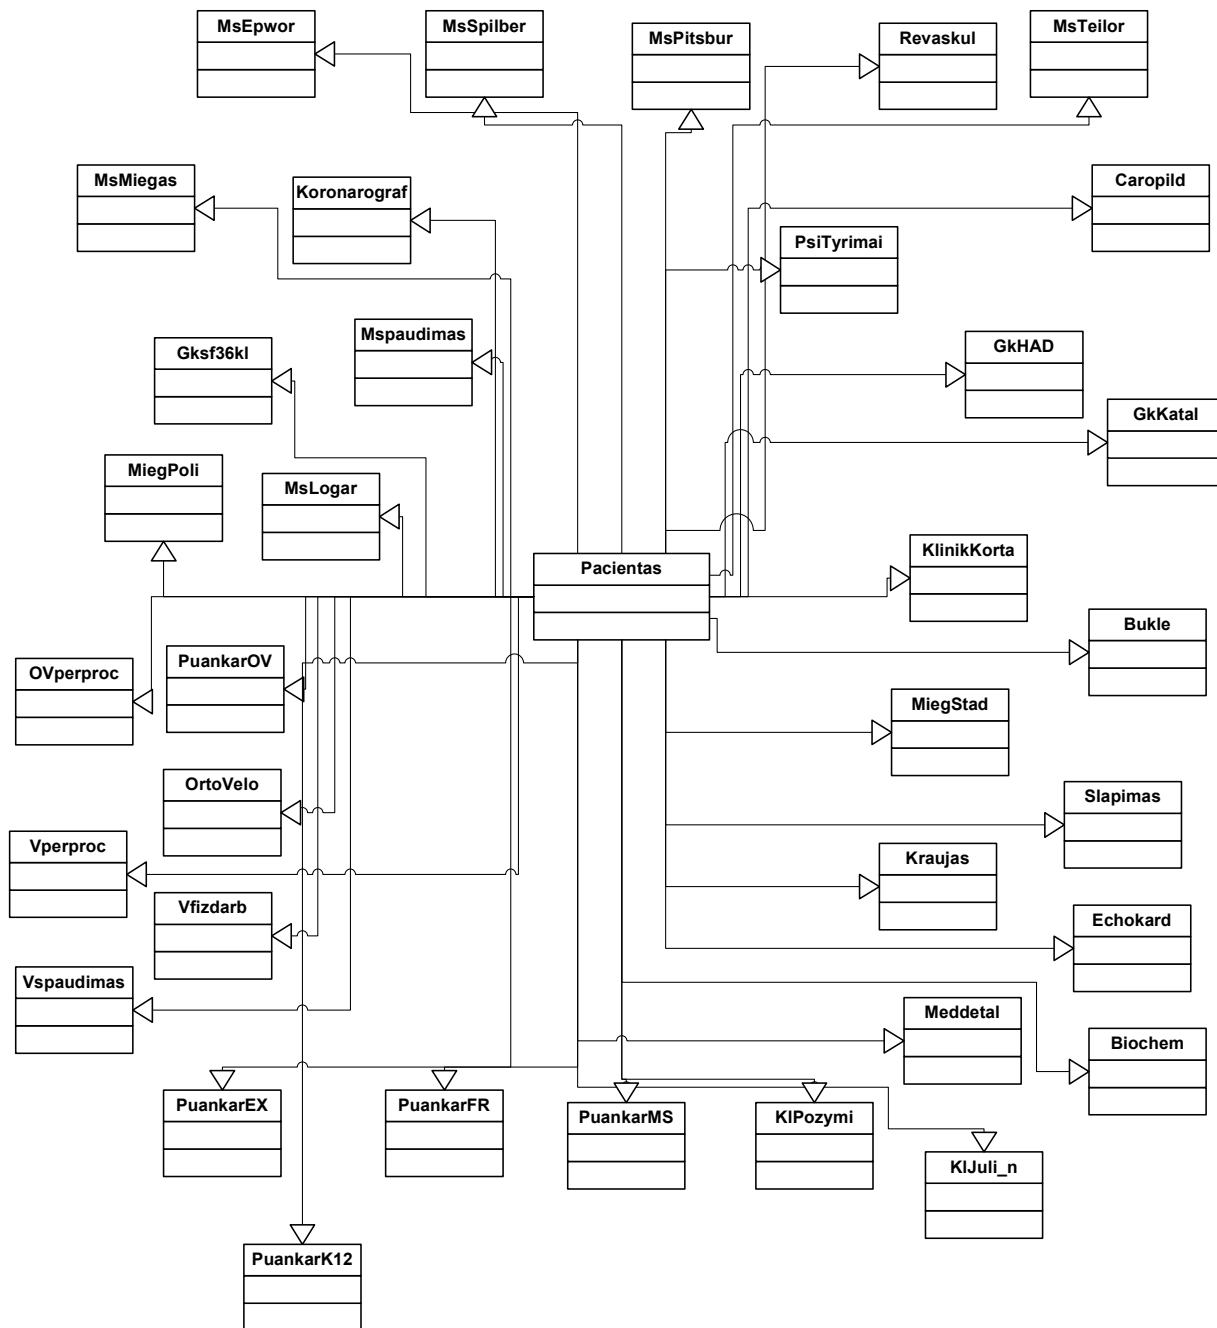 MsEpwor
MsSpilber
MsPitsbur
Revaskul
MsTeilor
MsMiegas
Koronarograf
Caropild
PsiTyrimai
Gksf36kl
Mspaudimas
GkHAD
GkKatal
MiegPoli
MsLogar
KlinikKorta
Pacientas
Bukle
OVperproc
PuankarOV
MiegStad
OrtoVelo
Slapimas
Vperproc
Kraujas
Vfizdarb
Echokard
Vspaudimas
Meddetal
Biochem
PuankarEX
PuankarFR
PuankarMS
KlPozymi
KlJuli_n
PuankarK12